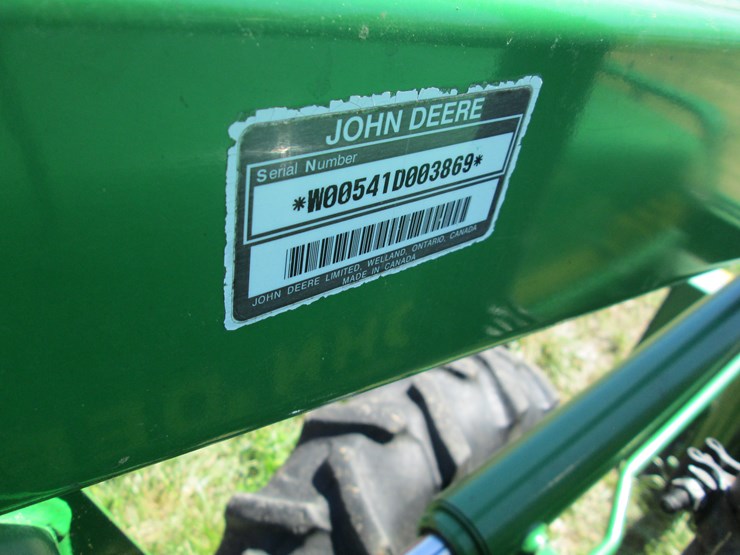 JOHN DEERE
Serial Number
*W00541D003869*
JOHN DEERE LIMITED, WELLAND, ONTARIO, CANADA
MADE IN CANADA